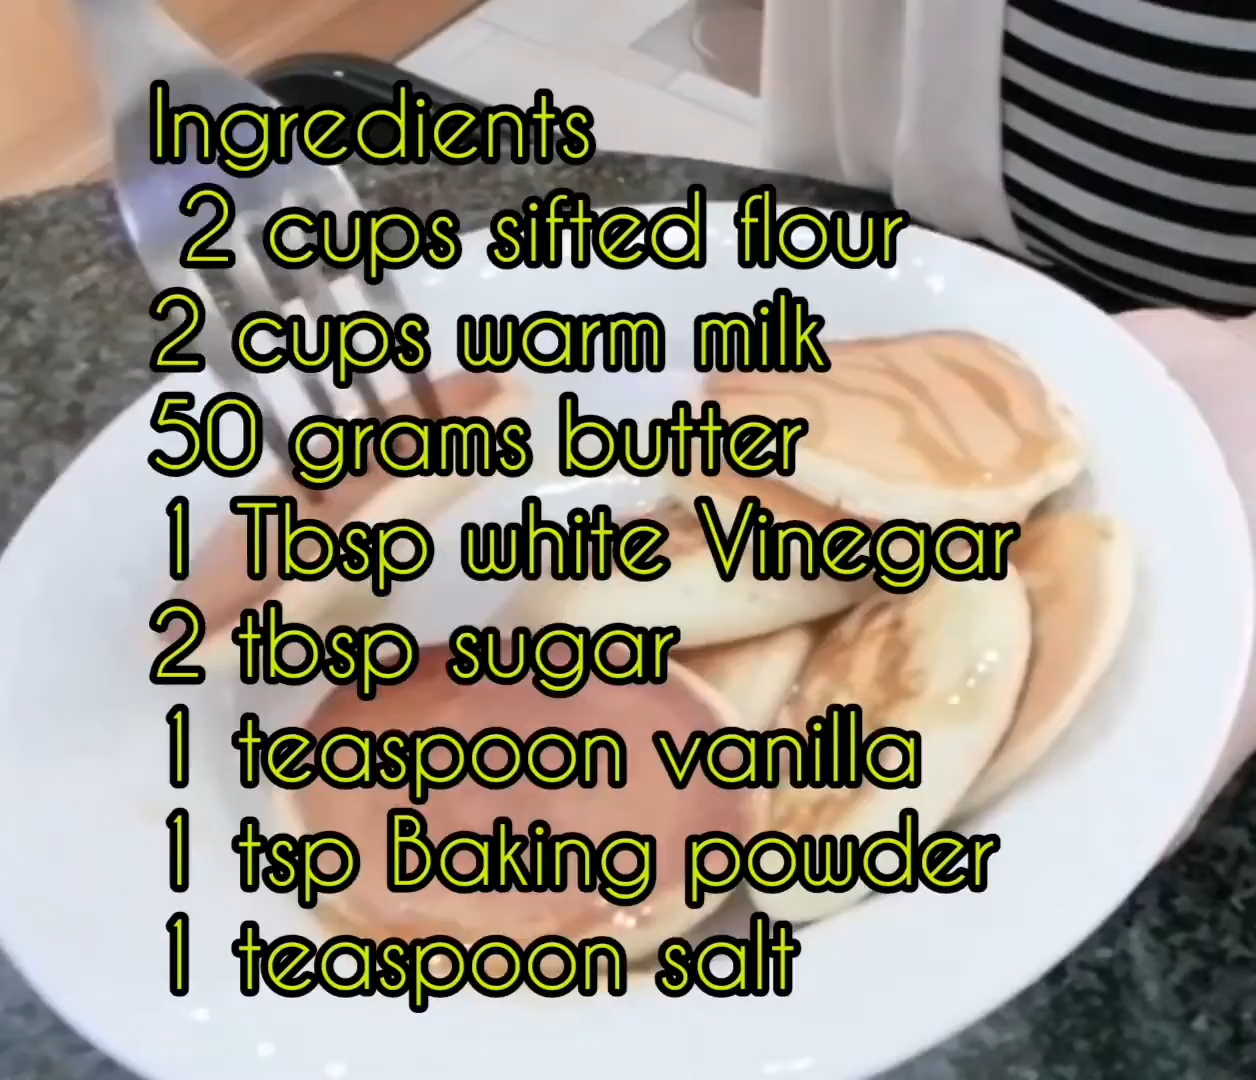 Ingredients
2 cups sifted flour
2 cups warm milk
50 grams butter
1 Tbsp white Vinegar
2 tbsp sugar
1 teaspoon vanilla
1 tsp Baking powder
1 teaspoon salt